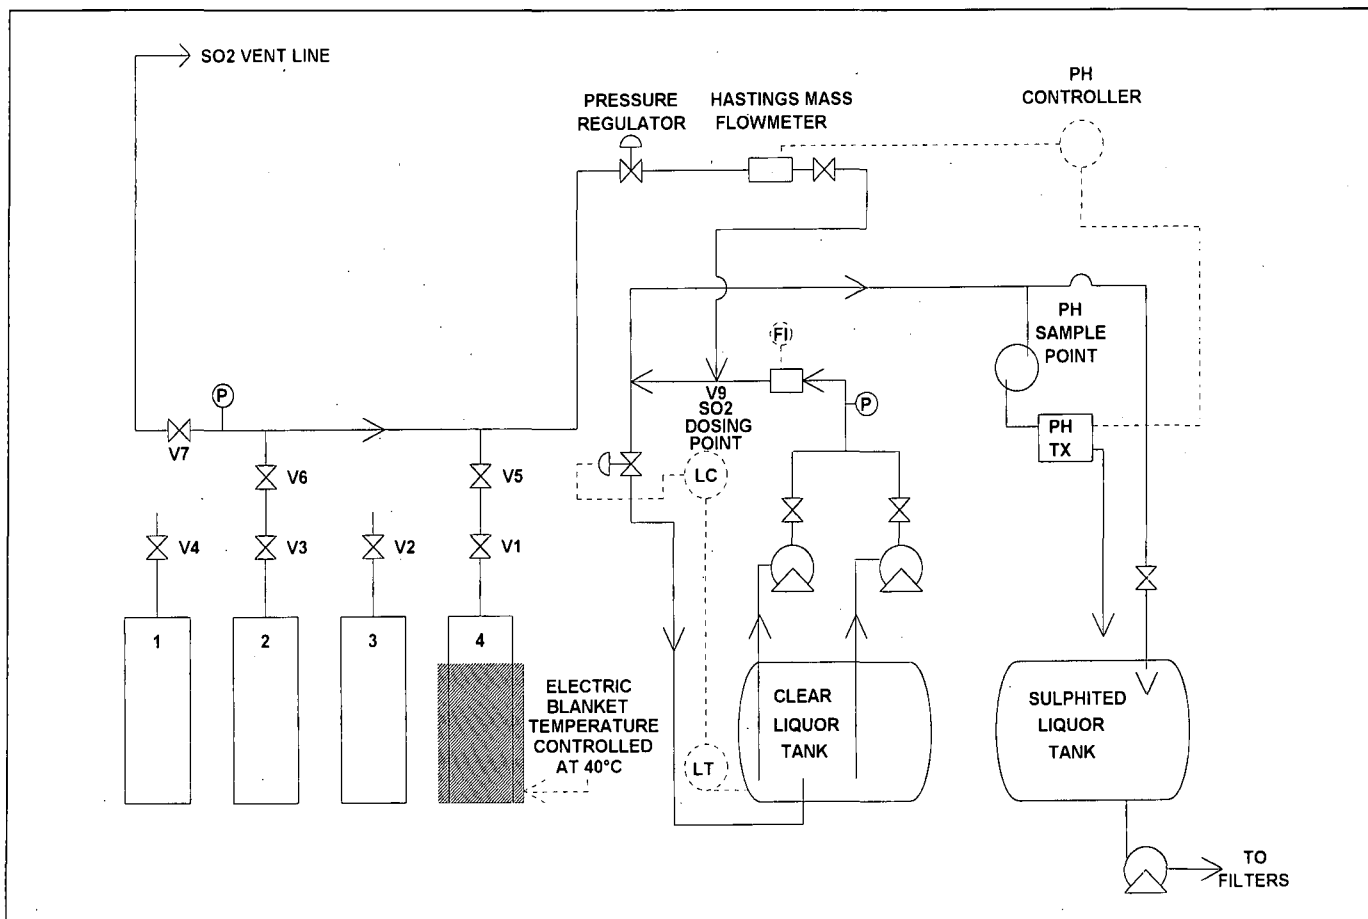 SO2 VENT LINE
PRESSURE
REGULATOR
HASTINGS MASS
FLOWMETER
PH
CONTROLLER
PH
SAMPLE
POINT
FI
V9
SO2
DOSING
POINT
P
P
PH
TX
V7
V6
V5
LC
V4
V3
V2
V1
1
2
3
4
ELECTRIC
BLANKET
TEMPERATURE
CONTROLLED
AT 40°C
LT
CLEAR
LIQUOR
TANK
SULPHITED
LIQUOR
TANK
TO
FILTERS